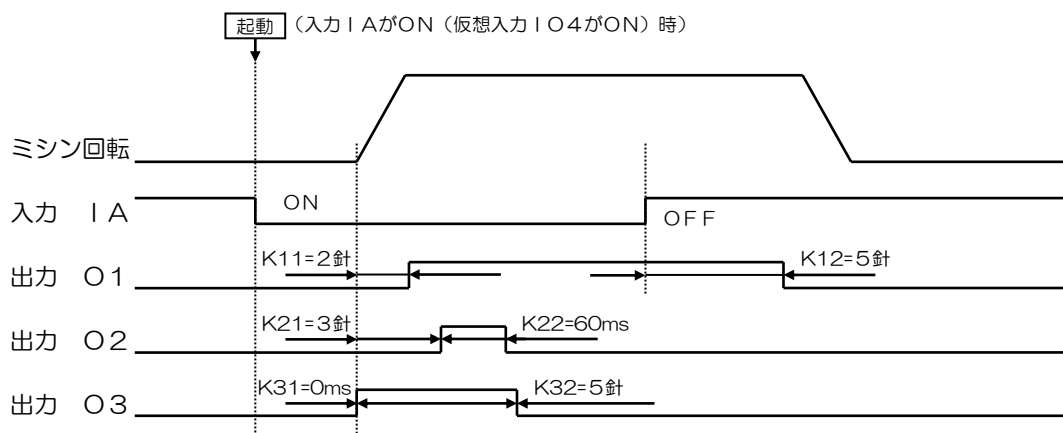 起動 (入力ＩＡがＯＮ（仮想入力ＩＯ４がＯＮ）時)
ミシン回転
入力　ＩＡ ＯＮ ＯＦＦ
出力　Ｏ１ K11=2針 K12=5針
出力　Ｏ２ K21=3針 K22=60ms
出力　Ｏ３ K31=0ms K32=5針